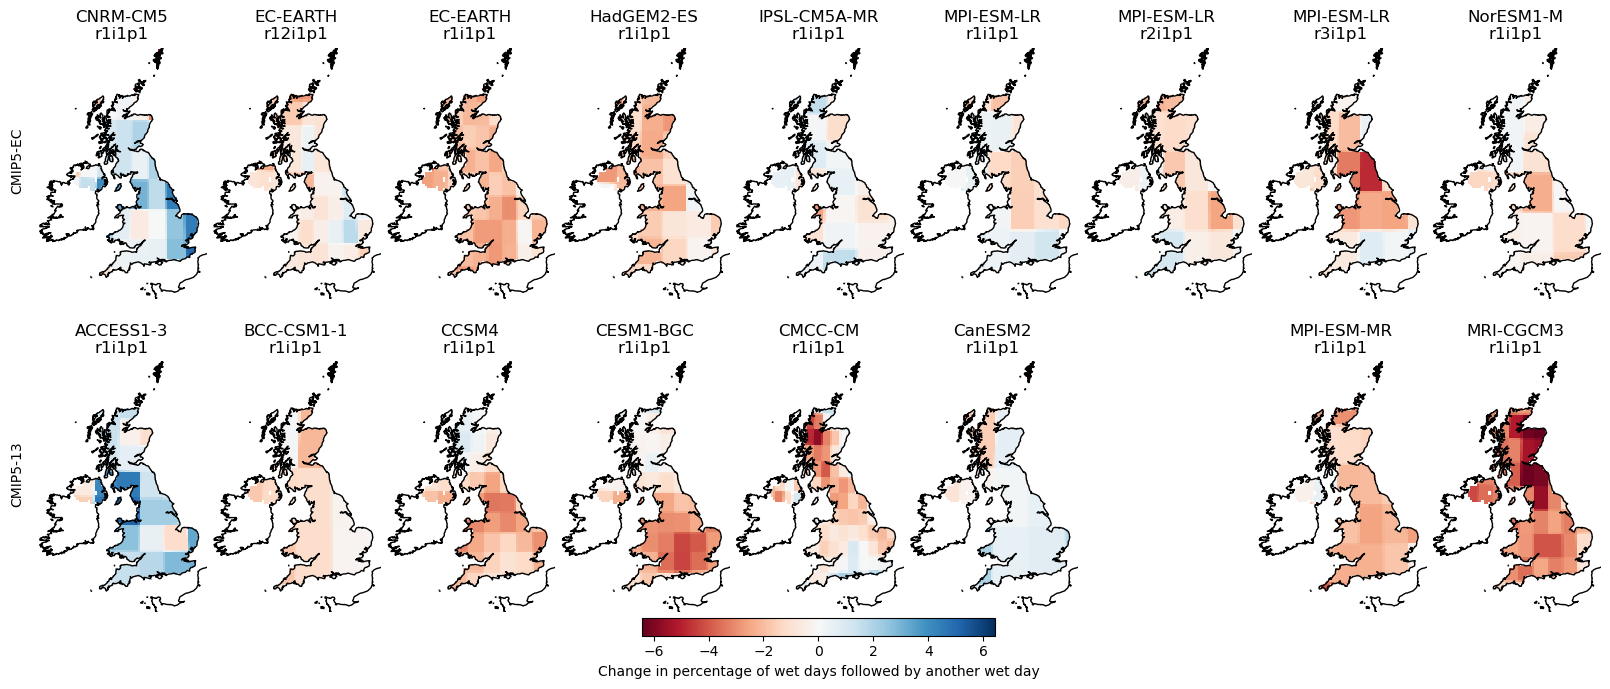 CNRM-CM5 EC-EARTH EC-EARTH HadGEM2-ES IPSL-CM5A-MR MPI-ESM-LR MPI-ESM-LR MPI-ESM-LR NorESM1-M
r1i1p1 r12i1p1 r1i1p1 r1i1p1 r1i1p1 r1i1p1 r2i1p1 r3i1p1 r1i1p1
CMIP5-EC
ACCESS1-3 BCC-CSM1-1 CCSM4 CESM1-BGC CMCC-CM CanESM2 MPI-ESM-MR MRI-CGCM3
r1i1p1 r1i1p1 r1i1p1 r1i1p1 r1i1p1 r1i1p1 r1i1p1 r1i1p1
CMIP5-13
−6 −4 −2 0 2 4 6
Change in percentage of wet days followed by another wet day